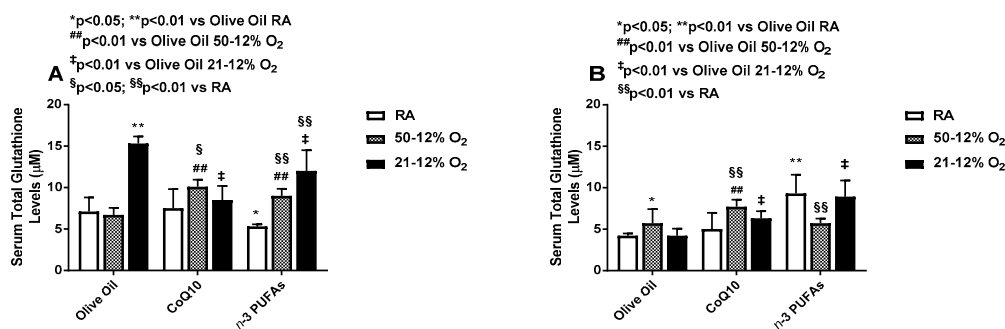 *p<0.05; **p<0.01 vs Olive Oil RA
##p<0.01 vs Olive Oil 50-12% O2
‡p<0.01 vs Olive Oil 21-12% O2
A
§p<0.05; §§p<0.01 vs RA
Serum Total Glutathione
Levels (μM)
20
15
10
5
0
**
§
##
‡
*
§§
##
§§
‡
Olive Oil
CoQ10
n-3 PUFAs
RA
50-12% O2
21-12% O2
*p<0.05; **p<0.01 vs Olive Oil RA
##p<0.01 vs Olive Oil 50-12% O2
‡p<0.01 vs Olive Oil 21-12% O2
B
§§p<0.01 vs RA
Serum Total Glutathione
Levels (μM)
20
15
10
5
0
*
§§
##
‡
**
§§
‡
Olive Oil
CoQ10
n-3 PUFAs
RA
50-12% O2
21-12% O2